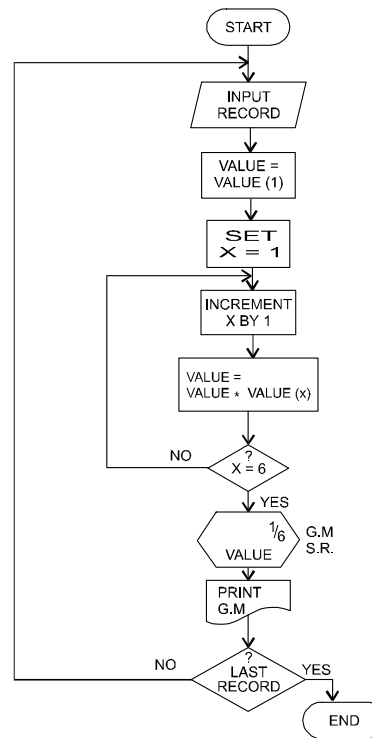 START
INPUT
RECORD
VALUE =
VALUE (1)
SET
X = 1
INCREMENT
X BY 1
VALUE =
VALUE * VALUE (x)
NO
?
X = 6
YES
1/6
VALUE
G.M
S.R.
PRINT
G.M
NO
?
LAST
RECORD
YES
END